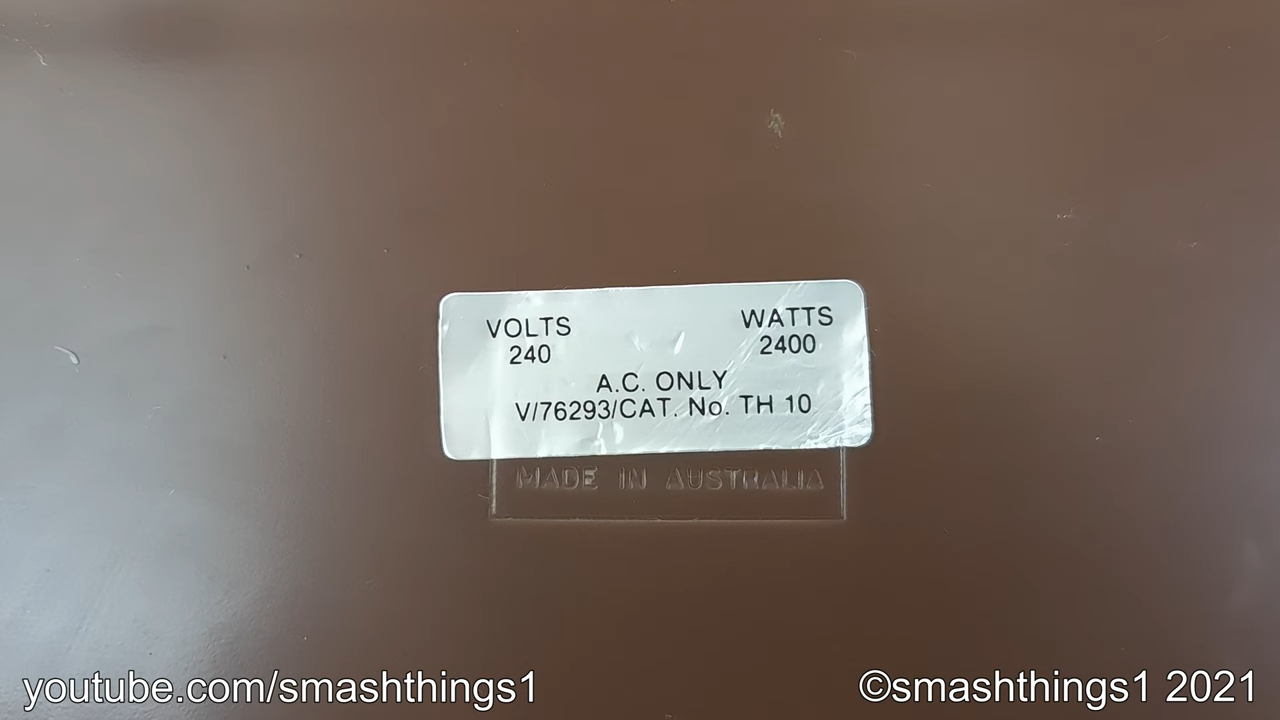 VOLTS WATTS
240 2400
A.C. ONLY
V/76293/CAT. No. TH 10
MADE IN AUSTRALIA
youtube.com/smashthings1 ©smashthings1 2021